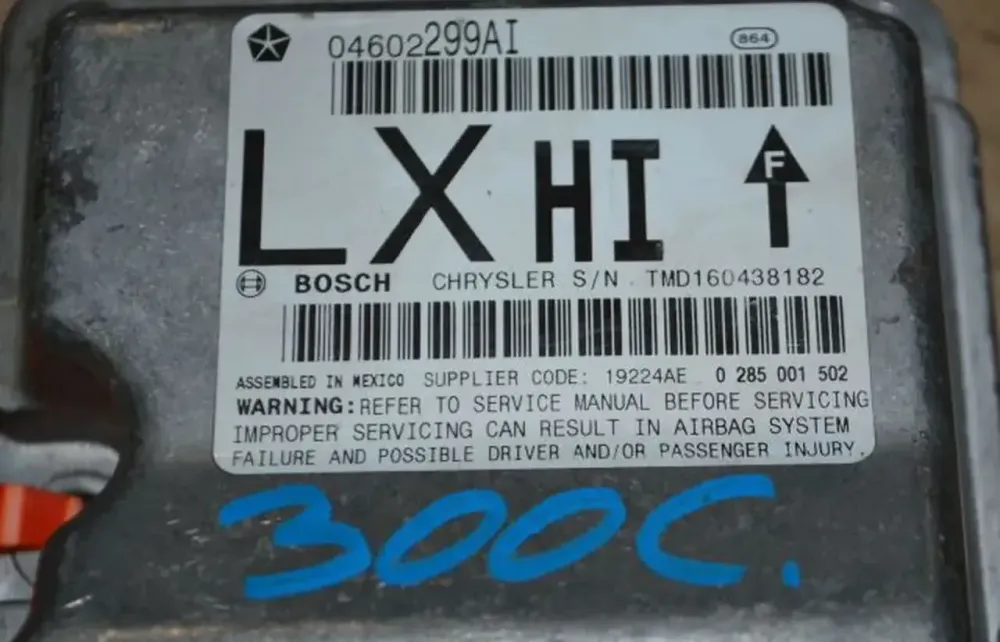 04602299AI 864
LX HI F
BOSCH CHRYSLER S/N TMD160438182
ASSEMBLED IN MEXICO SUPPLIER CODE: 19224AE 0 285 001 502
WARNING: REFER TO SERVICE MANUAL BEFORE SERVICING
IMPROPER SERVICING CAN RESULT IN AIRBAG SYSTEM
FAILURE AND POSSIBLE DRIVER AND/OR PASSENGER INJURY.
300C.